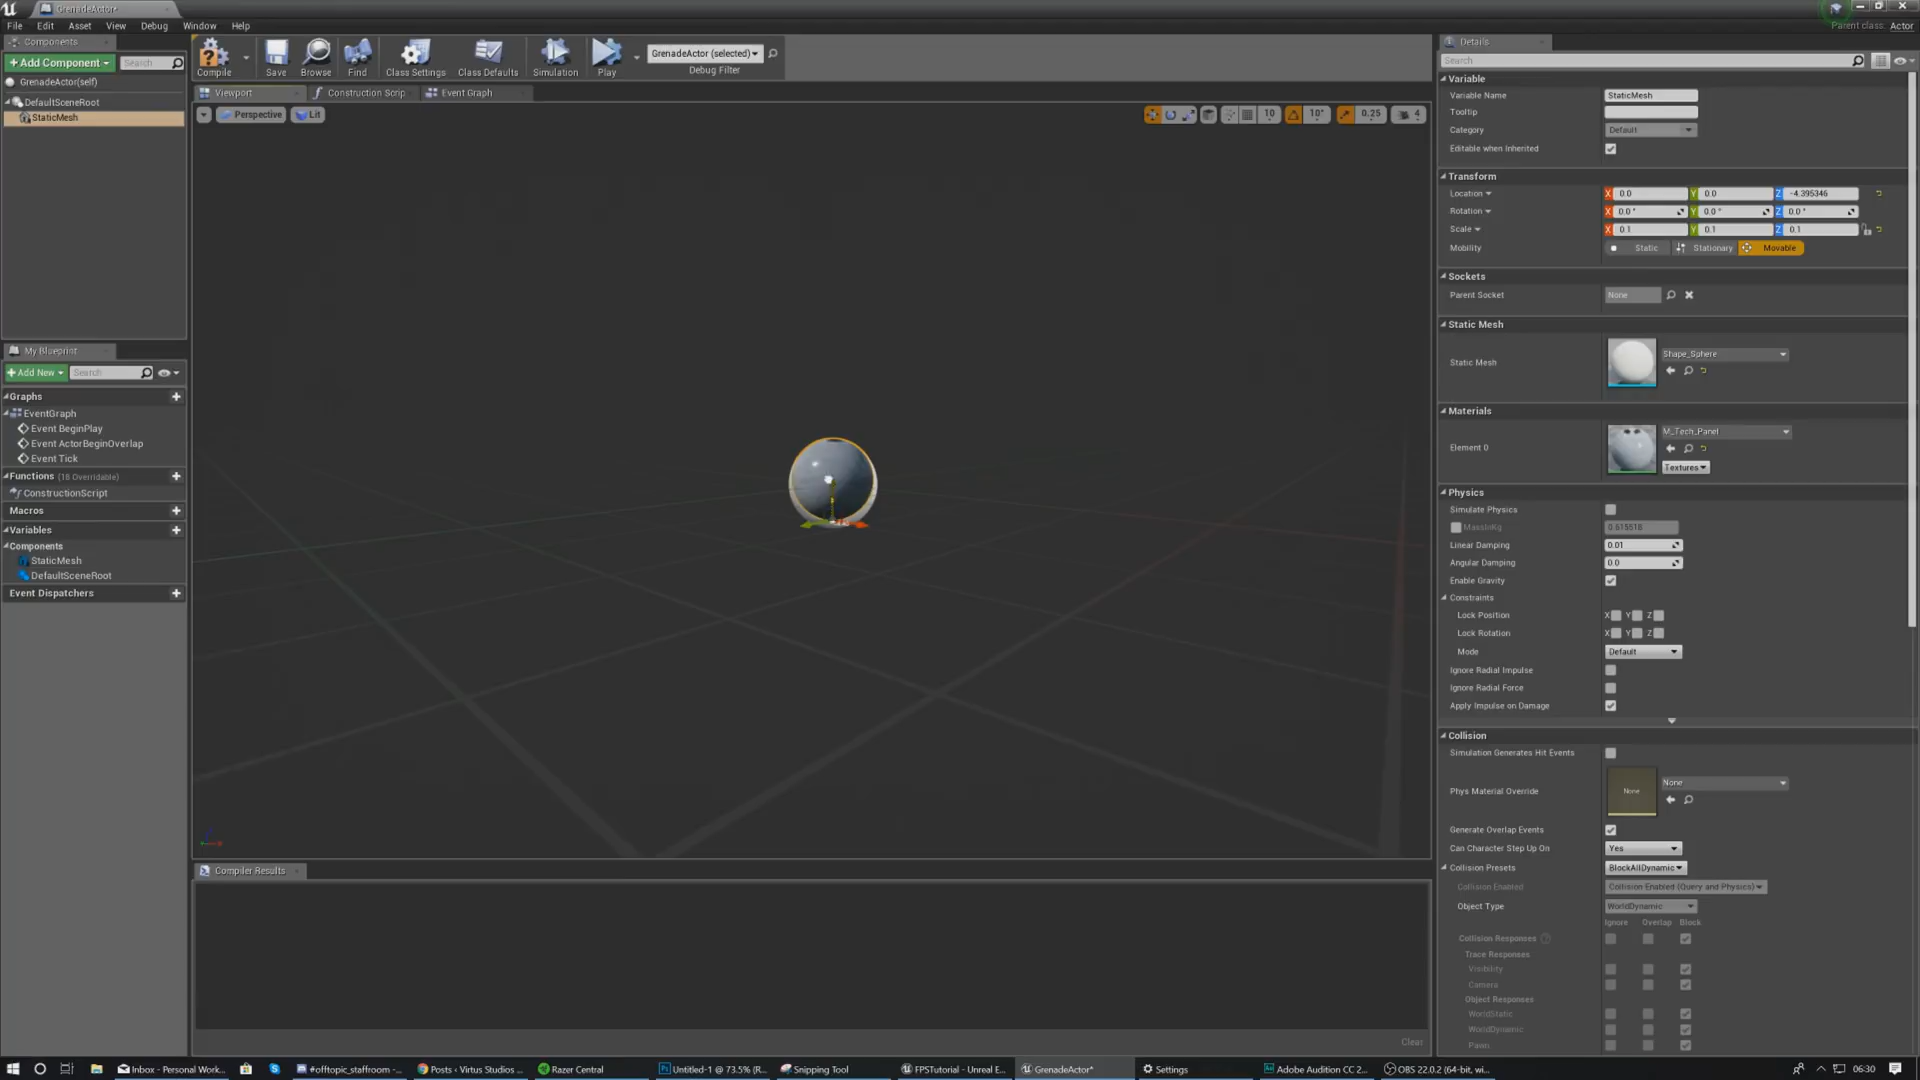 GrenadeActor*
File Edit Asset View Debug Window Help
Parent class: Actor
Components
Details
+Add Component
Search
Compile Save Browse Find Class Settings Class Defaults Simulation Play
GrenadeActor (selected)
Debug Filter
Search
GrenadeActor(self)
DefaultSceneRoot
StaticMesh
Viewport Construction Scrip Event Graph
Perspective Lit
10 10° 0.25 4
Variable
Variable Name StaticMesh
Tooltip
Category Default
Editable when Inherited
Transform
Location X 0.0 Y 0.0 Z -4.395346
Rotation X 0.0 ° Y 0.0 ° Z 0.0 °
Scale X 0.1 Y 0.1 Z 0.1
Mobility Static Stationary Movable
Sockets
Parent Socket None
Static Mesh
Static Mesh Shape_Sphere
Materials
Element 0 M_Tech_Panel
Textures
Physics
Simulate Physics
MassInKg 0.615518
Linear Damping 0.01
Angular Damping 0.0
Enable Gravity
Constraints
Lock Position X Y Z
Lock Rotation X Y Z
Mode Default
Ignore Radial Impulse
Ignore Radial Force
Apply Impulse on Damage
Collision
Simulation Generates Hit Events
Phys Material Override None None
Generate Overlap Events
Can Character Step Up On Yes
Collision Presets BlockAllDynamic
Collision Enabled Collision Enabled (Query and Physics)
Object Type WorldDynamic
Ignore Overlap Block
Collision Responses ?
Trace Responses
Visibility
Camera
Object Responses
WorldStatic
WorldDynamic
Pawn
My Blueprint
+Add New Search
Graphs
EventGraph
Event BeginPlay
Event ActorBeginOverlap
Event Tick
Functions (18 Overridable)
ConstructionScript
Macros
Variables
Components
StaticMesh
DefaultSceneRoot
Event Dispatchers
Compiler Results
Clear
Inbox - Personal Work... #offtopic_staffroom -... Posts ‹ Virtus Studios ... Razer Central Untitled-1 @ 73.5% (R... Snipping Tool FPSTutorial - Unreal E... GrenadeActor* Settings Adobe Audition CC 2... OBS 22.0.2 (64-bit, wi... 06:30